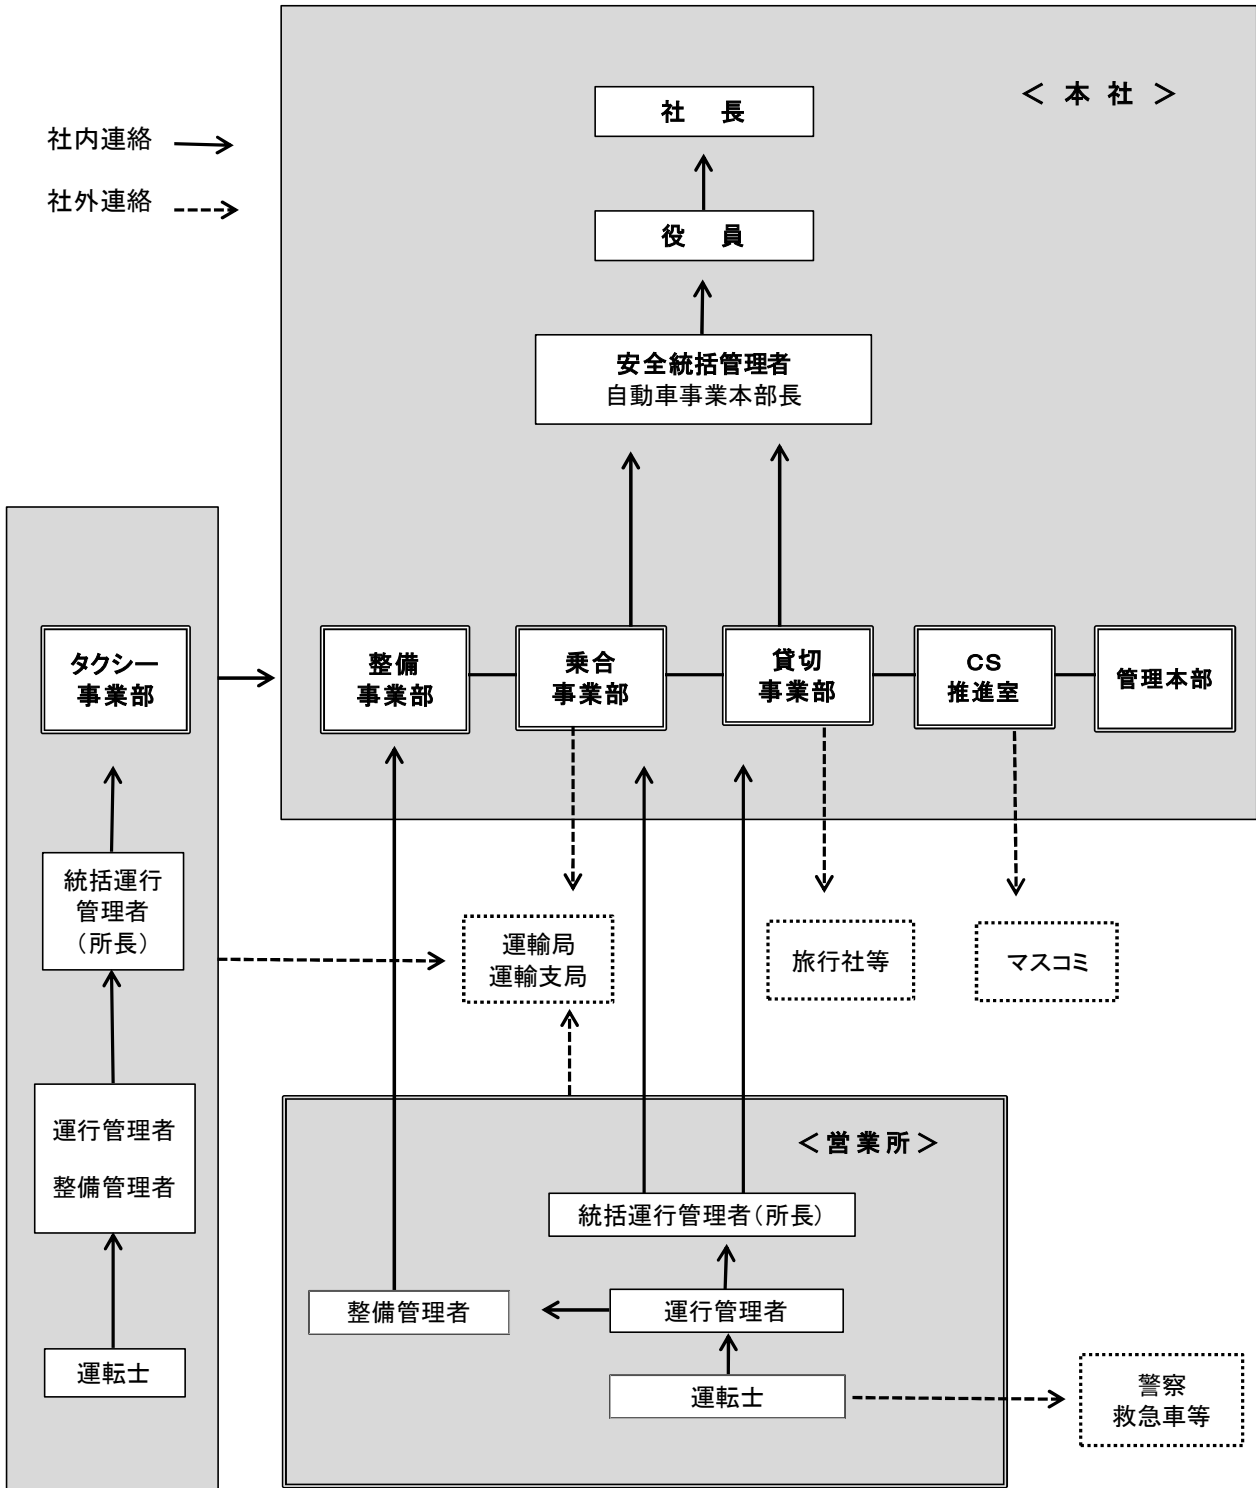 ＜ 本 社 ＞
社　長
社内連絡
社外連絡
役　員
安全統括管理者
自動車事業本部長
タクシー
事業部
整備
事業部
乗合
事業部
貸切
事業部
ＣＳ
推進室
管理本部
統括運行
管理者
（所長）
運輸局
運輸支局
旅行社等
マスコミ
運行管理者
整備管理者
＜営業所＞
統括運行管理者（所長）
整備管理者
運行管理者
運転士
運転士
警察
救急車等